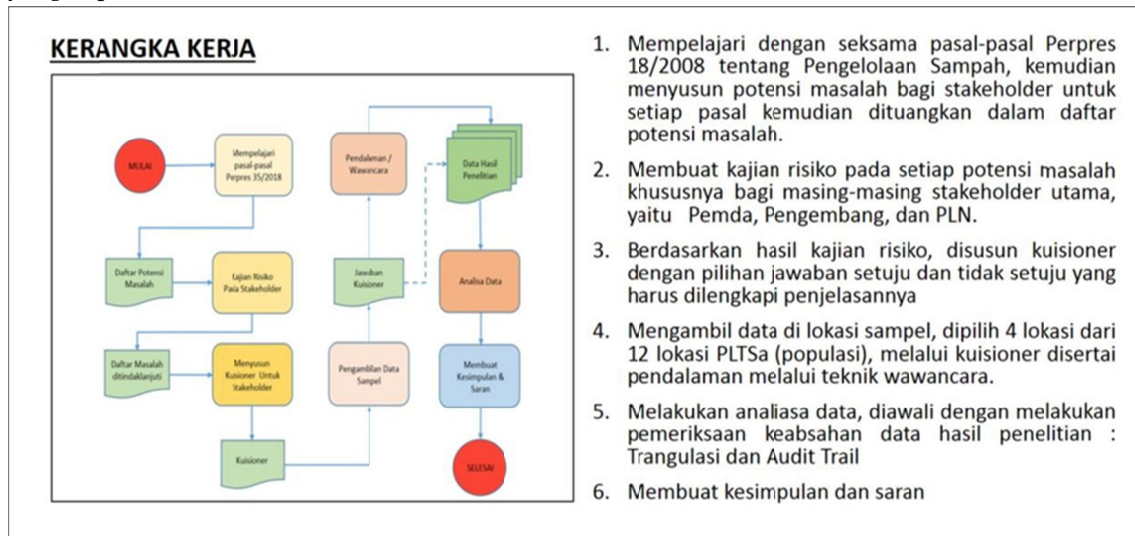 KERANGKA KERJA
MULAI
Mempelajari
pasal-pasal
Perpres 35/2018
Daftar Potensi
Masalah
Kajian Risiko
Pada Stakeholder
Daftar Masalah
ditindaklanjuti
Menyusun
Kusioner Untuk
Stakeholder
Kuisioner
Pengamblan Data
Sanpel
Jawaban
Kuisioner
Pendalaman /
Wawancara
Data Hasil
Penelitian
Analisa Data
Membuat
Kesimpulan &
Saran
SELESAI
1. Mempelajari dengan seksama pasal-pasal Perpres
18/2008 tentang Pengelolaan Sampah, kemudian
menyusun potensi masalah bagi stakeholder untuk
setiap pasal kemudian dituangkan dalam daftar
potensi masalah.
2. Membuat kajian risiko pada setiap potensi masalah
khususnya bagi masing-masing stakeholder utama,
yaitu Pemda, Pengembang, dan PLN.
3. Berdasarkan hasil kajian risiko, disusun kuisioner
dengan pilihan jawaban setuju dan tidak setuju yang
harus dilengkapi penjelasannya
4. Mengambil data di lokasi sampel, dipilih 4 lokasi dari
12 lokasi PLTSa (populasi), melalui kuisioner disertai
pendalaman melalui teknik wawancara.
5. Melakukan analiasa data, diawali dengan melakukan
pemeriksaan keabsahan data hasil penelitian :
Trangulasi dan Audit Trail
6. Membuat kesimpulan dan saran